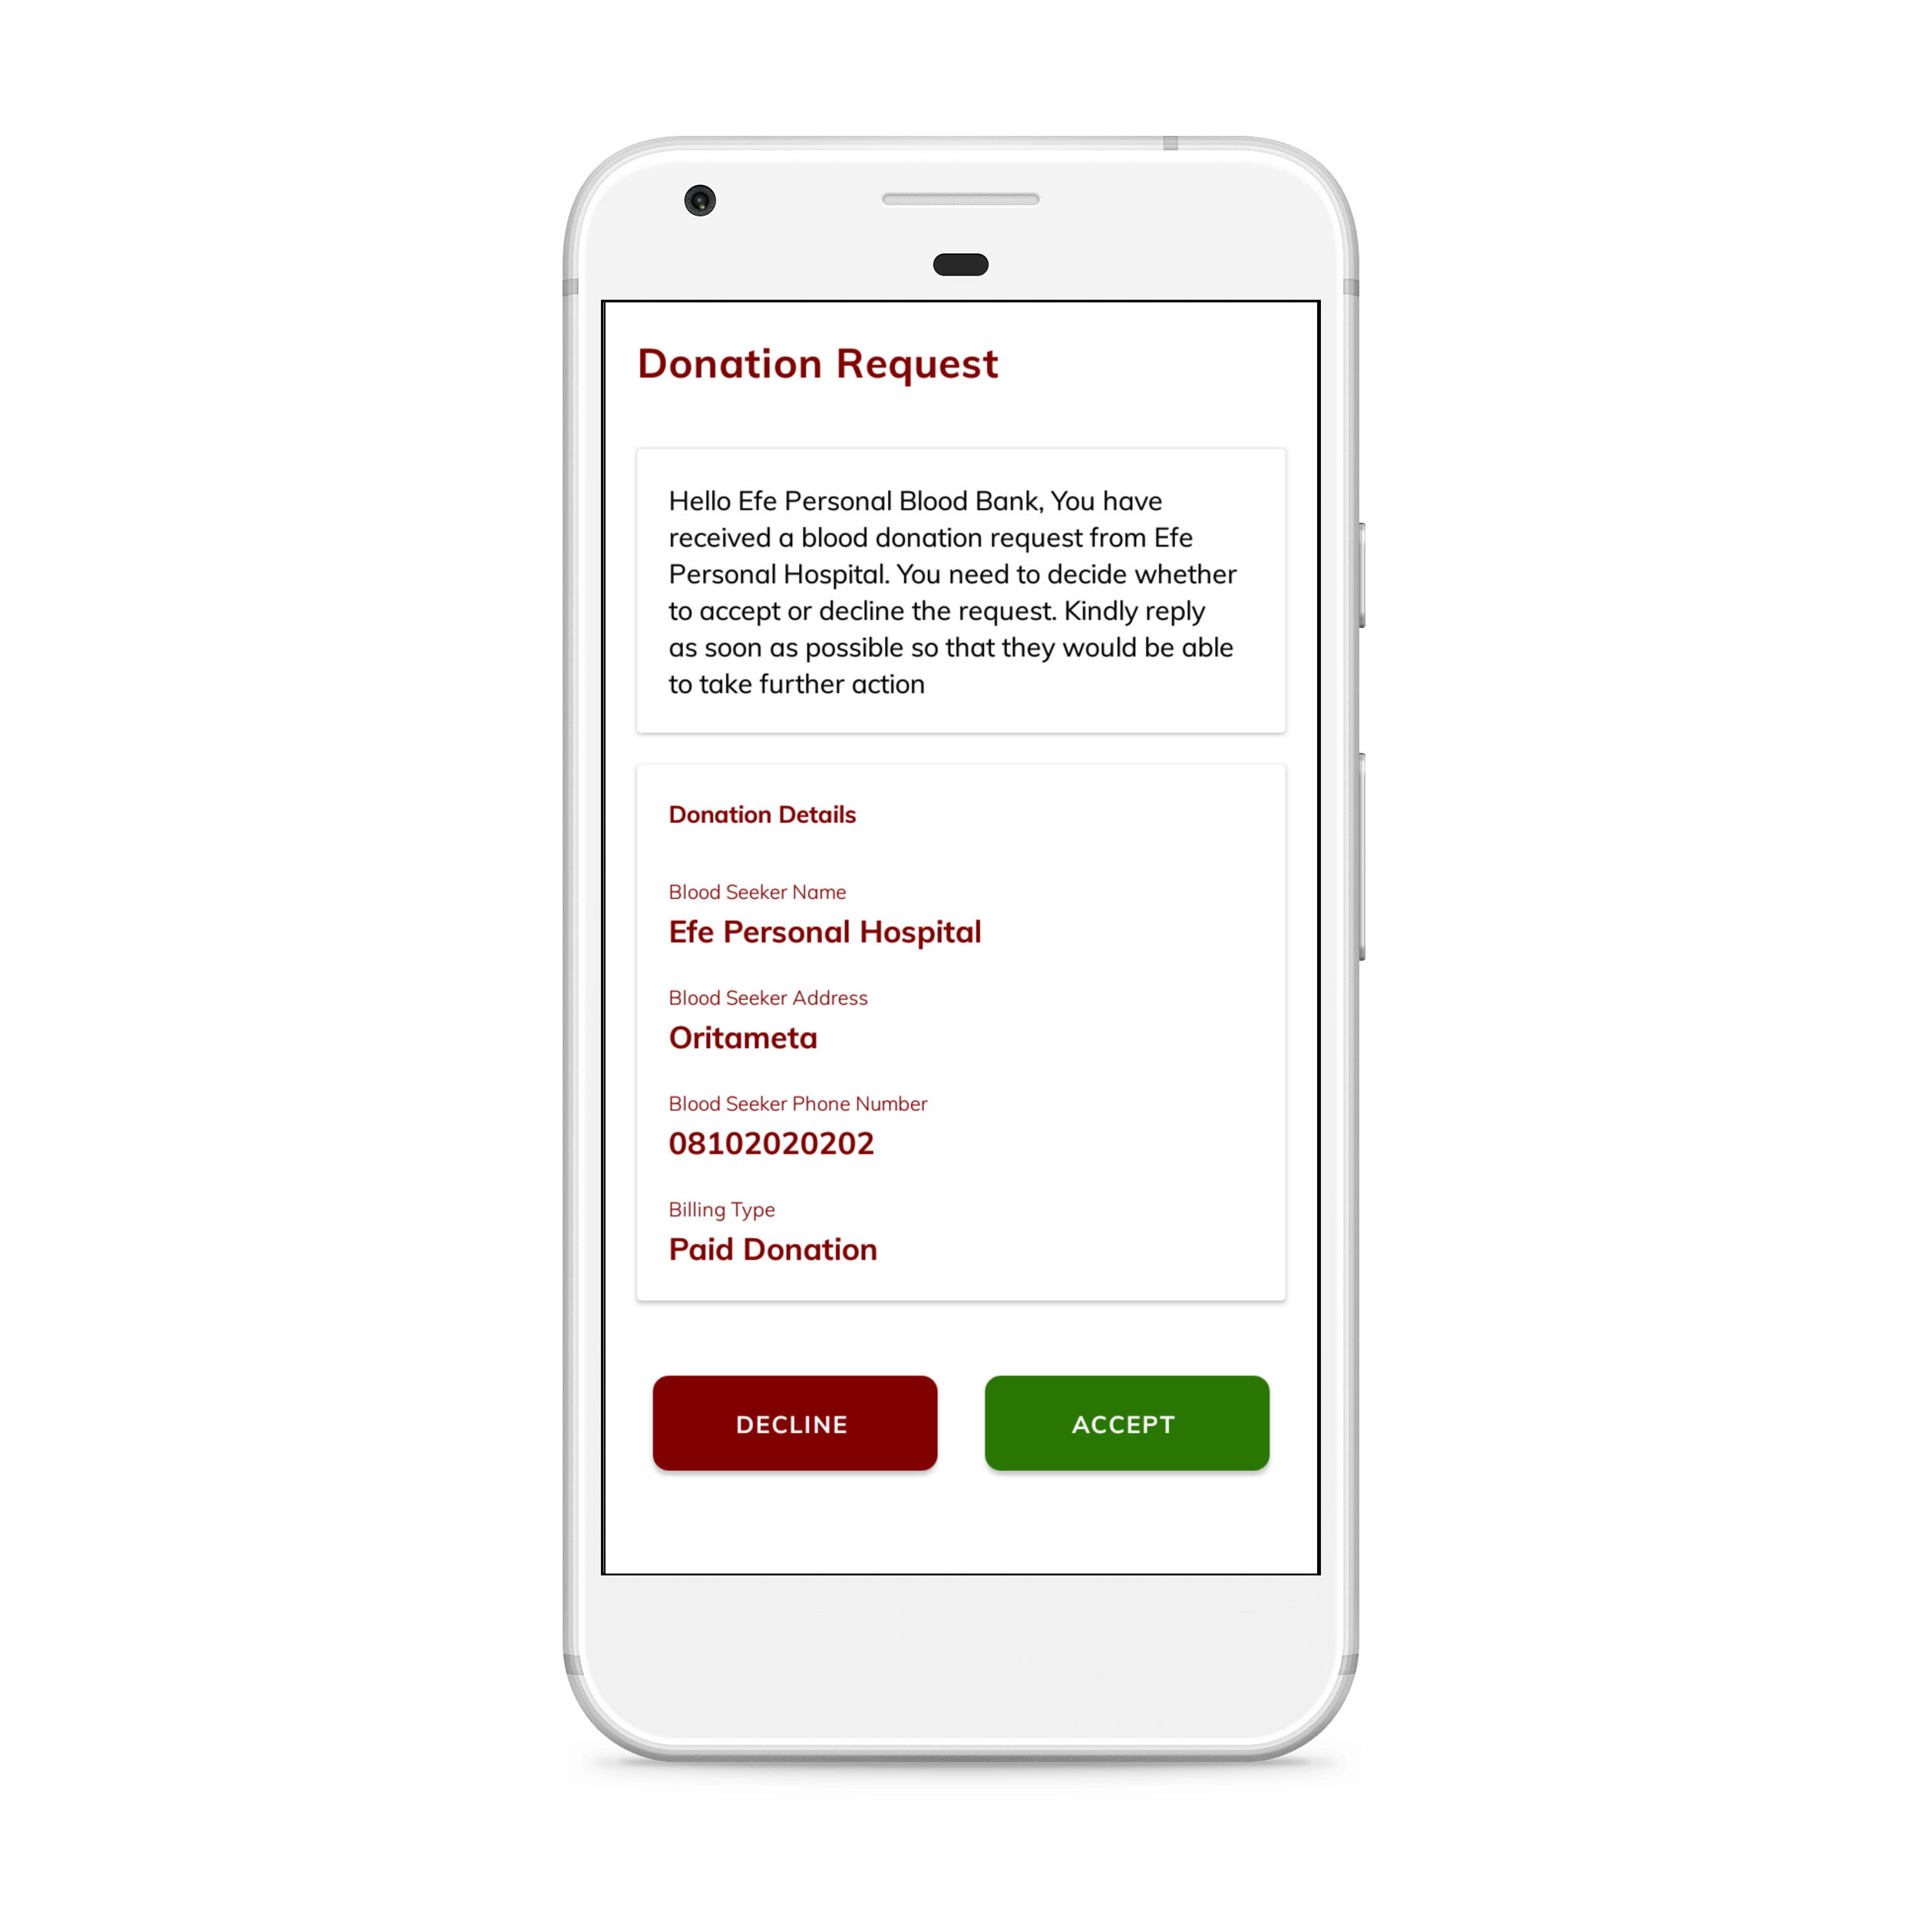 Donation Request
Hello Efe Personal Blood Bank, You have
received a blood donation request from Efe
Personal Hospital. You need to decide whether
to accept or decline the request. Kindly reply
as soon as possible so that they would be able
to take further action
Donation Details
Blood Seeker Name
Efe Personal Hospital
Blood Seeker Address
Oritameta
Blood Seeker Phone Number
08102020202
Billing Type
Paid Donation
DECLINE
ACCEPT